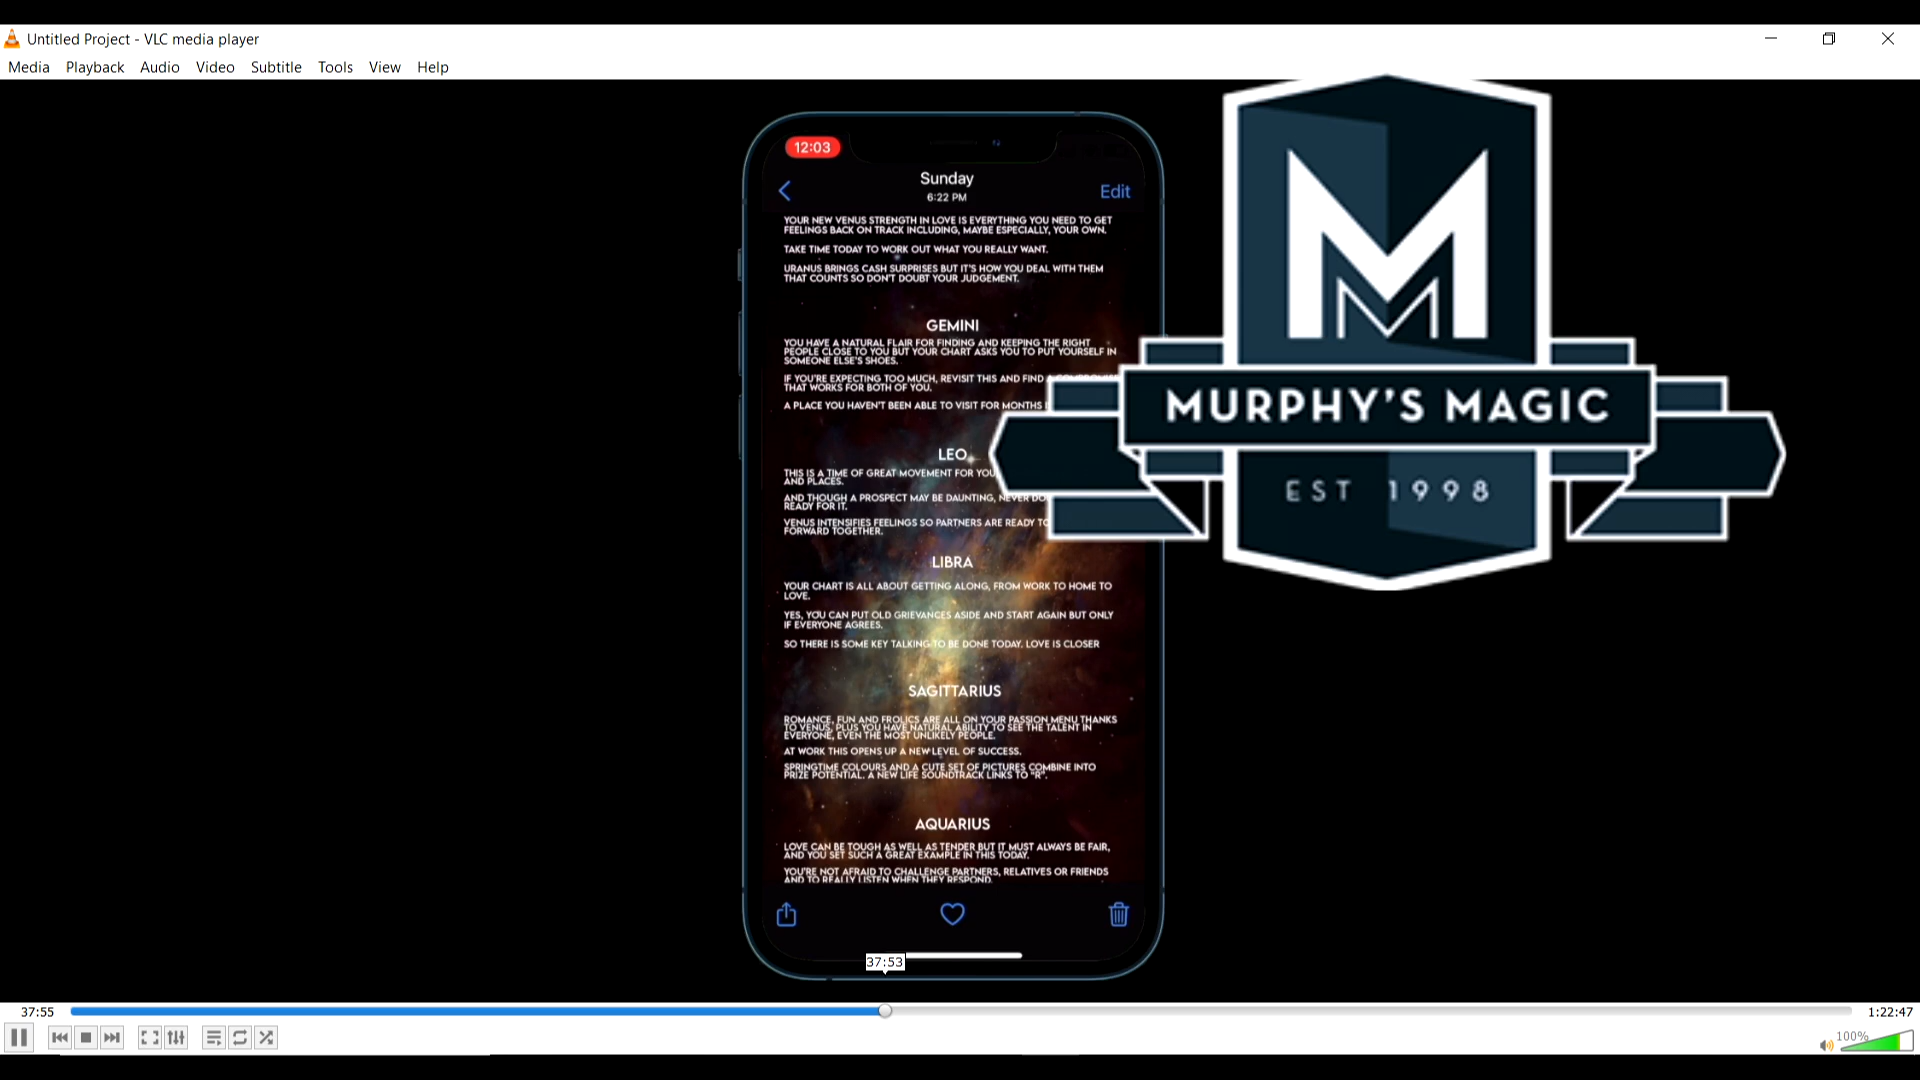 Untitled Project - VLC media player
Media Playback Audio Video Subtitle Tools View Help
12:03
Sunday
6:22 PM
Edit
YOUR NEW VENUS STRENGTH IN LOVE IS EVERYTHING YOU NEED TO GET
FEELINGS BACK ON TRACK INCLUDING, MAYBE ESPECIALLY, YOUR OWN.
TAKE TIME TODAY TO WORK OUT WHAT YOU REALLY WANT.
URANUS BRINGS CASH SURPRISES BUT IT'S HOW YOU DEAL WITH THEM
THAT COUNTS SO DON'T DOUBT YOUR JUDGEMENT.
GEMINI
YOU HAVE A NATURAL FLAIR FOR FINDING AND KEEPING THE RIGHT
PEOPLE CLOSE TO YOU BUT YOUR CHART ASKS YOU TO PUT YOURSELF IN
SOMEONE ELSE'S SHOES.
IF YOU'RE EXPECTING TOO MUCH, REVISIT THIS AND FIND
THAT WORKS FOR BOTH OF YOU.
A PLACE YOU HAVEN'T BEEN ABLE TO VISIT FOR MONTHS
LEO
THIS IS A TIME OF GREAT MOVEMENT FOR YOU
AND PLACES.
AND THOUGH A PROSPECT MAY BE DAUNTING, NEVER
READY FOR IT.
VENUS INTENSIFIES FEELINGS SO PARTNERS ARE READY TO
FORWARD TOGETHER.
LIBRA
YOUR CHART IS ALL ABOUT GETTING ALONG, FROM WORK TO HOME TO
LOVE.
YES, YOU CAN PUT OLD GRIEVANCES ASIDE AND START AGAIN BUT ONLY
IF EVERYONE AGREES.
SO THERE IS SOME KEY TALKING TO BE DONE TODAY. LOVE IS CLOSER
SAGITTARIUS
ROMANCE, FUN AND FROLICS ARE ALL ON YOUR PASSION MENU THANKS
TO VENUS, PLUS YOU HAVE NATURAL ABILITY TO SEE THE TALENT IN
EVERYONE, EVEN THE MOST UNLIKELY PEOPLE.
AT WORK THIS OPENS UP A NEW LEVEL OF SUCCESS.
SPRINGTIME COLOURS AND A CUTE SET OF PICTURES COMBINE INTO
PRIZE POTENTIAL. A NEW LIFE SOUNDTRACK LINKS TO "R".
AQUARIUS
LOVE CAN BE TOUGH AS WELL AS TENDER BUT IT MUST ALWAYS BE FAIR,
AND YOU SET SUCH A GREAT EXAMPLE IN THIS TODAY.
YOU'RE NOT AFRAID TO CHALLENGE PARTNERS, RELATIVES OR FRIENDS
AND TO REALLY LISTEN WHEN THEY RESPOND.
M
MURPHY'S MAGIC
EST 1998
37:53
37:55
1:22:47
100%